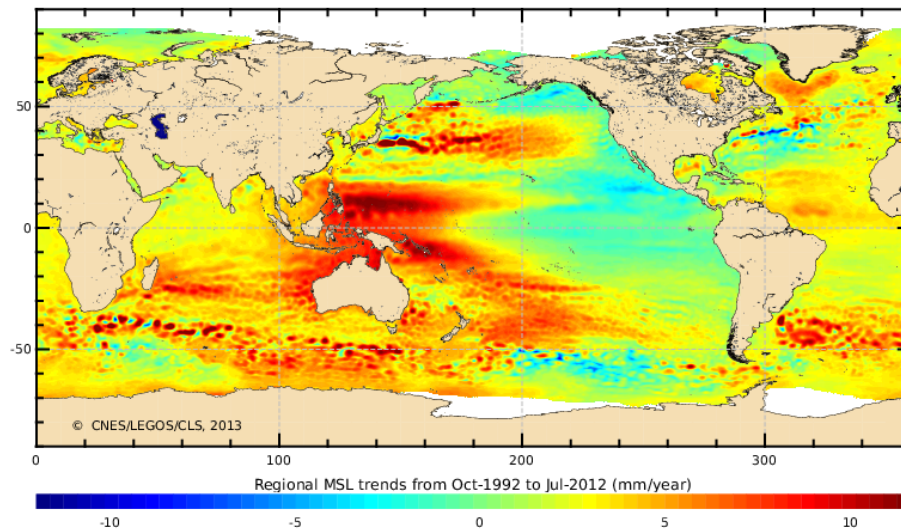 50
0
-50
© CNES/LEGOS/CLS, 2013
0 100 200 300
Regional MSL trends from Oct-1992 to Jul-2012 (mm/year)
-10 -5 0 5 10